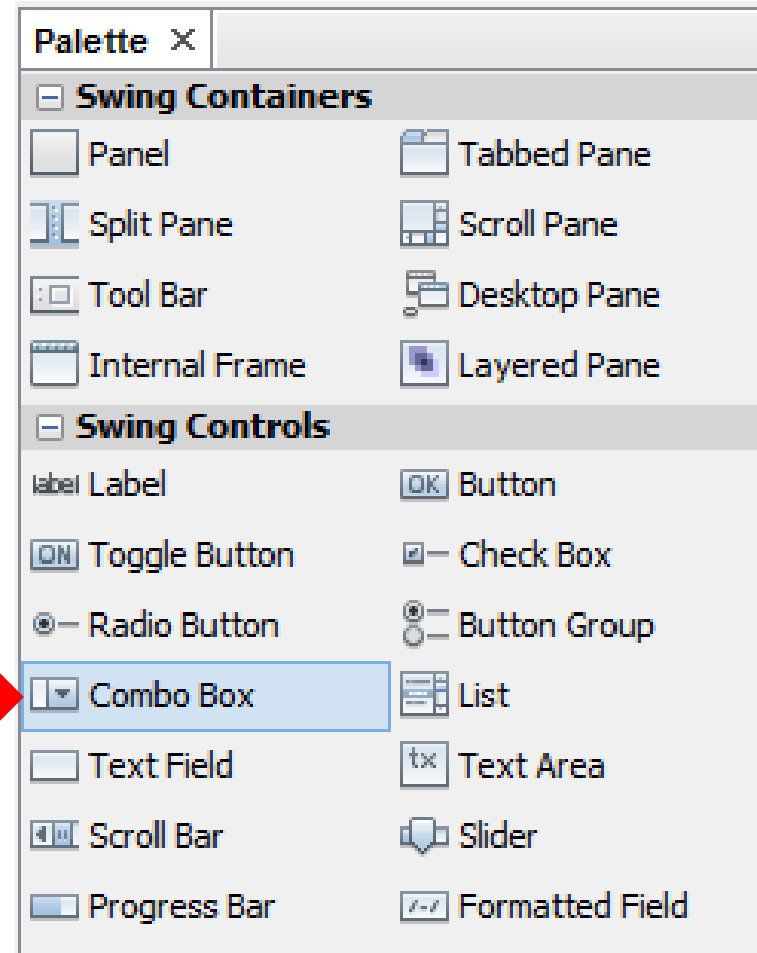 Palette ×
Swing Containers
Panel Tabbed Pane
Split Pane Scroll Pane
Tool Bar Desktop Pane
Internal Frame Layered Pane
Swing Controls
label Label OK Button
ON Toggle Button Check Box
Radio Button Button Group
Combo Box List
Text Field tx Text Area
Scroll Bar Slider
Progress Bar Formatted Field